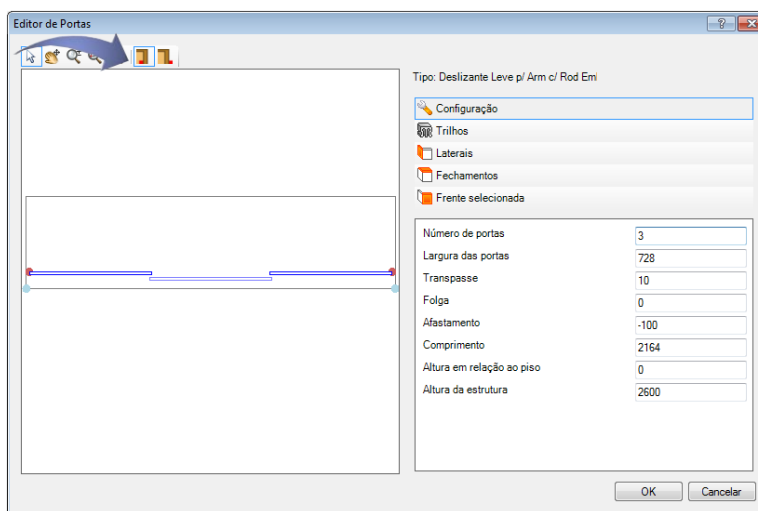 Editor de Portas
Tipo: Deslizante Leve p/ Arm c/ Rod Em
Configuração
Trilhos
Laterais
Fechamentos
Frente selecionada
Número de portas 3
Largura das portas 728
Transpasse 10
Folga 0
Afastamento -100
Comprimento 2164
Altura em relação ao piso 0
Altura da estrutura 2600
OK Cancelar